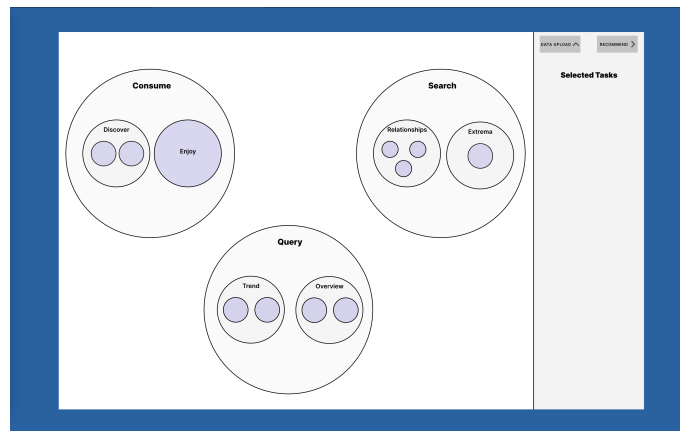 DATA UPLOAD
RECOMMEND
Selected Tasks
Consume
Discover
Enjoy
Search
Relationships
Extrema
Query
Trend
Overview